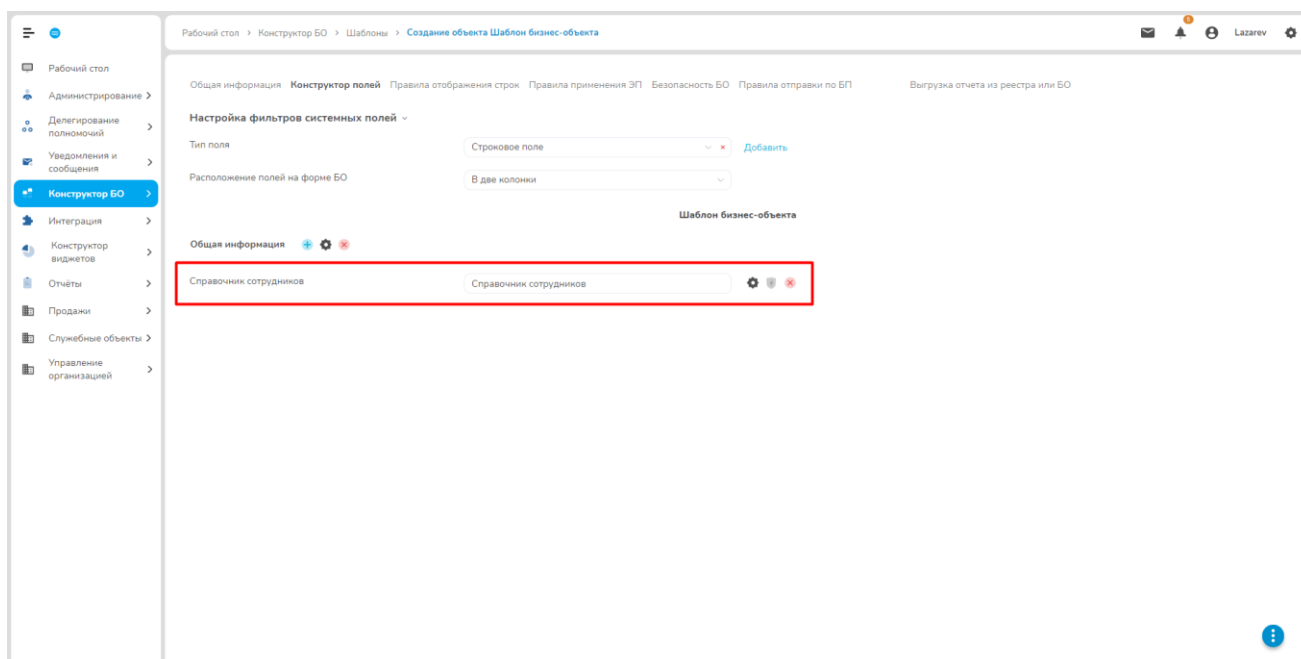 Рабочий стол > Конструктор БО > Шаблоны > Создание объекта Шаблон бизнес-объекта
1
Lazarev
Рабочий стол
Администрирование
Делегирование
полномочий
Уведомления и
сообщения
Конструктор БО
Интеграция
Конструктор
виджетов
Отчёты
Продажи
Служебные объекты
Управление
организацией
Общая информация Конструктор полей Правила отображения строк Правила применения ЭП Безопасность БО Правила отправки по БП Выгрузка отчета из реестра или БО
Настройка фильтров системных полей
Тип поля Строковое поле Добавить
Расположение полей на форме БО В две колонки
Шаблон бизнес-объекта
Общая информация
Справочник сотрудников Справочник сотрудников